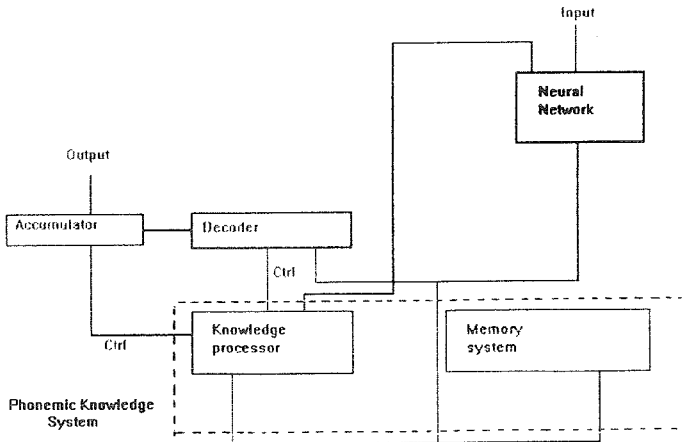 Input
Neural
Network
Output
Accumulator
Decoder
Ctrl
Knowledge
processor
Memory
system
Ctrl
Phonemic Knowledge
System